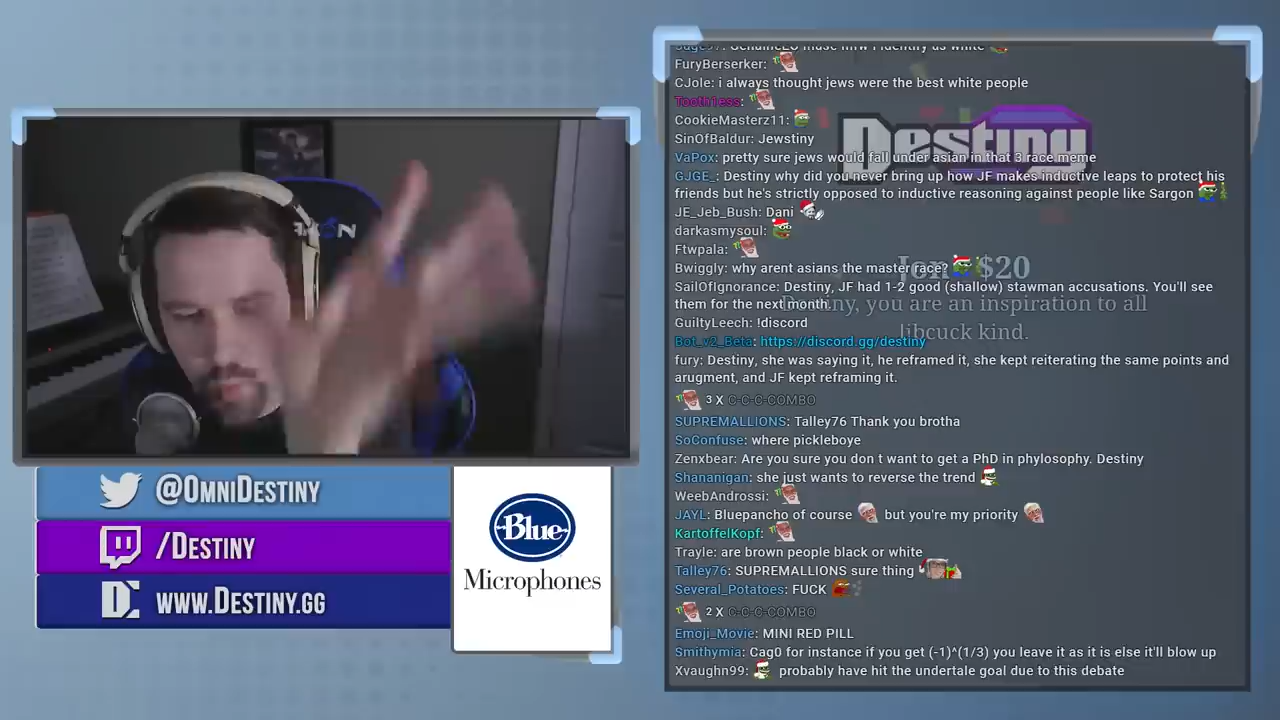 FuryBerserker:
CJole: i always thought jews were the best white people
Tooth1ess:
CookieMasterz11:
SinOfBaldur: Jewstiny
VaPox: pretty sure jews would fall under asian in that 3 race meme
GJGE_: Destiny why did you never bring up how JF makes inductive leaps to protect his
friends but he's strictly opposed to inductive reasoning against people like Sargon
JE_Jeb_Bush: Dani
darkasmysoul:
Ftwpala:
Bwiggly: why arent asians the master race?
SailOfIgnorance: Destiny, JF had 1-2 good (shallow) stawman accusations. You'll see
them for the next month.
GuiltyLeech: !discord
Bot_v2_Beta: https://discord.gg/destiny
fury: Destiny, she was saying it, he reframed it, she kept reiterating the same points and
arugment, and JF kept reframing it.
3 X C-C-C-COMBO
SUPREMALLIONS: Talley76 Thank you brotha
SoConfuse: where pickleboye
Zenxbear: Are you sure you don t want to get a PhD in phylosophy. Destiny
Shananigan: she just wants to reverse the trend
WeebAndrossi:
JAYL: Bluepancho of course but you're my priority
KartoffelKopf:
Trayle: are brown people black or white
Talley76: SUPREMALLIONS sure thing
Several_Potatoes: FUCK
2 X C-C-C-COMBO
Emoji_Movie: MINI RED PILL
Smithymia: Cag0 for instance if you get (-1)^(1/3) you leave it as it is else it'll blow up
Xvaughn99: probably have hit the undertale goal due to this debate
Destiny
$20
Destiny, you are an inspiration to all
libcuck kind.
@OmniDestiny
/Destiny
www.Destiny.gg
Blue
Microphones